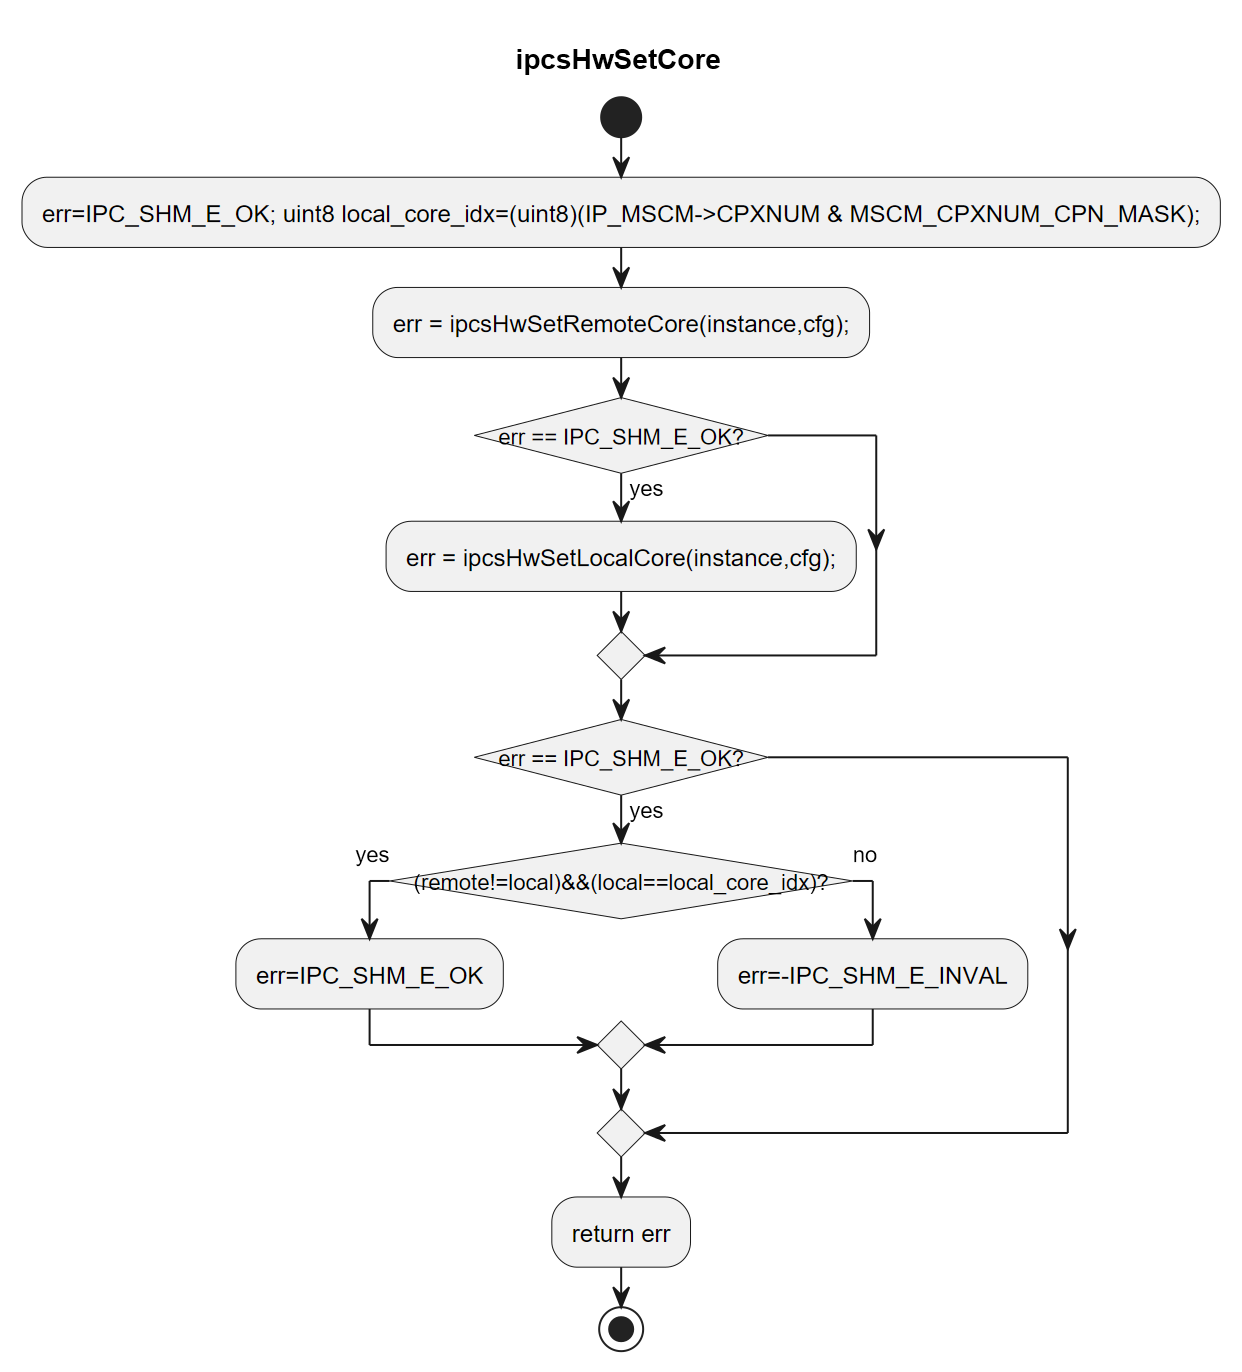 ipcsHwSetCore
err=IPC_SHM_E_OK; uint8 local_core_idx=(uint8)(IP_MSCM->CPXNUM & MSCM_CPXNUM_CPN_MASK);
err = ipcsHwSetRemoteCore(instance,cfg);
err == IPC_SHM_E_OK?
yes
err = ipcsHwSetLocalCore(instance,cfg);
err == IPC_SHM_E_OK?
yes
yes
no
(remote!=local)&&(local==local_core_idx)?
err=IPC_SHM_E_OK
err=-IPC_SHM_E_INVAL
return err